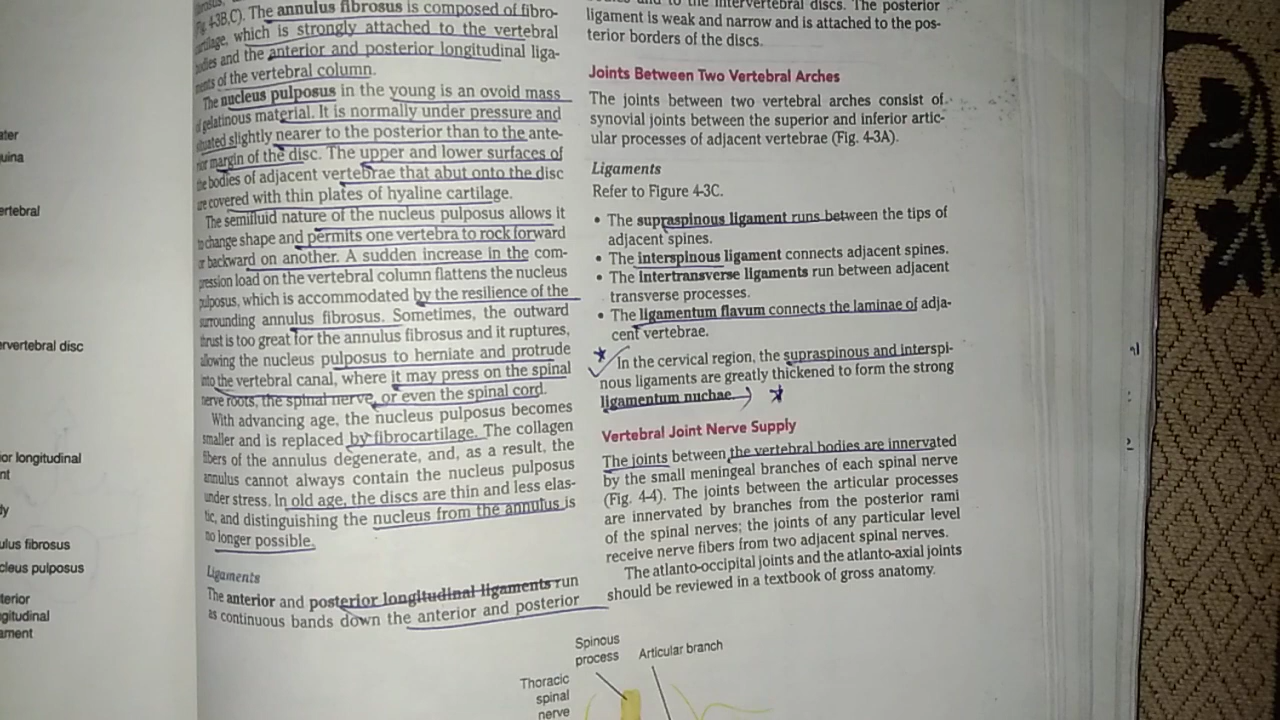 ater
uina
ertebral
ervertebral disc
or longitudinal
nt
dy
ulus fibrosus
cleus pulposus
terior
gitudinal
ament
Fig. 4-3B,C). The annulus fibrosus is composed of fibro-
cartilage, which is strongly attached to the vertebral
bodies and the anterior and posterior longitudinal liga-
ments of the vertebral column.
The nucleus pulposus in the young is an ovoid mass
of gelatinous material. It is normally under pressure and
situated slightly nearer to the posterior than to the ante-
rior margin of the disc. The upper and lower surfaces of
the bodies of adjacent vertebrae that abut onto the disc
are covered with thin plates of hyaline cartilage.
The semifluid nature of the nucleus pulposus allows it
to change shape and permits one vertebra to rock forward
or backward on another. A sudden increase in the com-
pression load on the vertebral column flattens the nucleus
pulposus, which is accommodated by the resilience of the
surrounding annulus fibrosus. Sometimes, the outward
thrust is too great for the annulus fibrosus and it ruptures,
allowing the nucleus pulposus to herniate and protrude
into the vertebral canal, where it may press on the spinal
nerve roots, the spinal nerve, or even the spinal cord.
With advancing age, the nucleus pulposus becomes
smaller and is replaced by fibrocartilage. The collagen
fibers of the annulus degenerate, and, as a result, the
annulus cannot always contain the nucleus pulposus
under stress. In old age, the discs are thin and less elas-
tic, and distinguishing the nucleus from the annulus is
no longer possible.
Ligaments
The anterior and posterior longitudinal ligaments run
as continuous bands down the anterior and posterior
to the intervertebral discs. The posterior
ligament is weak and narrow and is attached to the pos-
terior borders of the discs.
Joints Between Two Vertebral Arches
The joints between two vertebral arches consist of
synovial joints between the superior and inferior artic-
ular processes of adjacent vertebrae (Fig. 4-3A).
Ligaments
Refer to Figure 4-3C.
• The supraspinous ligament runs between the tips of
adjacent spines.
• The interspinous ligament connects adjacent spines.
• The intertransverse ligaments run between adjacent
transverse processes.
• The ligamentum flavum connects the laminae of adja-
cent vertebrae.
In the cervical region, the supraspinous and interspi-
nous ligaments are greatly thickened to form the strong
ligamentum nuchae.
Vertebral Joint Nerve Supply
The joints between the vertebral bodies are innervated
by the small meningeal branches of each spinal nerve
(Fig. 4-4). The joints between the articular processes
are innervated by branches from the posterior rami
of the spinal nerves; the joints of any particular level
receive nerve fibers from two adjacent spinal nerves.
The atlanto-occipital joints and the atlanto-axial joints
should be reviewed in a textbook of gross anatomy.
Spinous
process
Articular branch
Thoracic
spinal
nerve